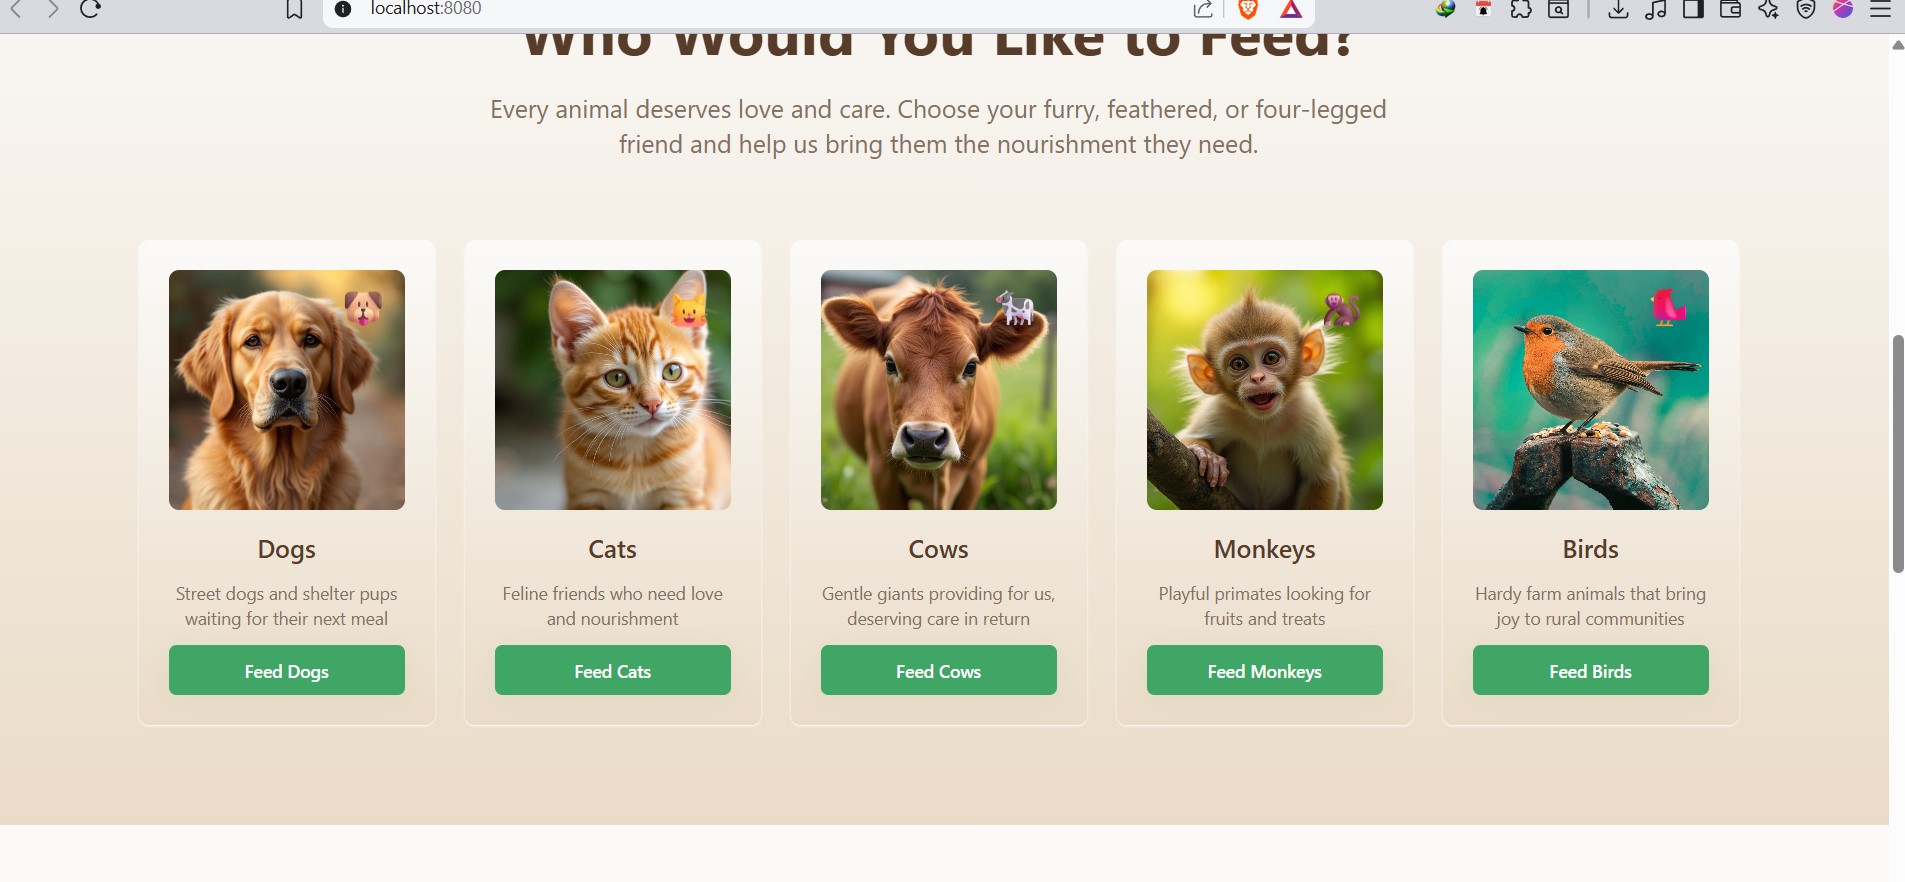 localhost:8080
Who Would You Like to Feed?
Every animal deserves love and care. Choose your furry, feathered, or four-legged
friend and help us bring them the nourishment they need.
Dogs
Street dogs and shelter pups
waiting for their next meal
Feed Dogs
Cats
Feline friends who need love
and nourishment
Feed Cats
Cows
Gentle giants providing for us,
deserving care in return
Feed Cows
Monkeys
Playful primates looking for
fruits and treats
Feed Monkeys
Birds
Hardy farm animals that bring
joy to rural communities
Feed Birds